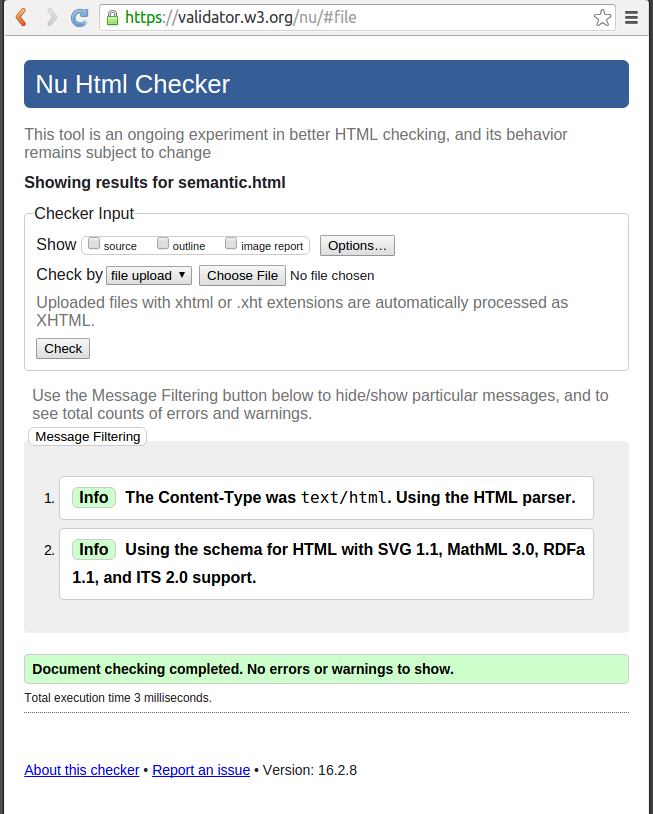 https://validator.w3.org/nu/#file
Nu Html Checker
This tool is an ongoing experiment in better HTML checking, and its behavior
remains subject to change
Showing results for semantic.html
Checker Input
Show source outline image report Options...
Check by file upload Choose File No file chosen
Uploaded files with xhtml or .xht extensions are automatically processed as
XHTML.
Check
Use the Message Filtering button below to hide/show particular messages, and to
see total counts of errors and warnings.
Message Filtering
1. Info The Content-Type was text/html. Using the HTML parser.
2. Info Using the schema for HTML with SVG 1.1, MathML 3.0, RDFa
1.1, and ITS 2.0 support.
Document checking completed. No errors or warnings to show.
Total execution time 3 milliseconds.
About this checker • Report an issue • Version: 16.2.8